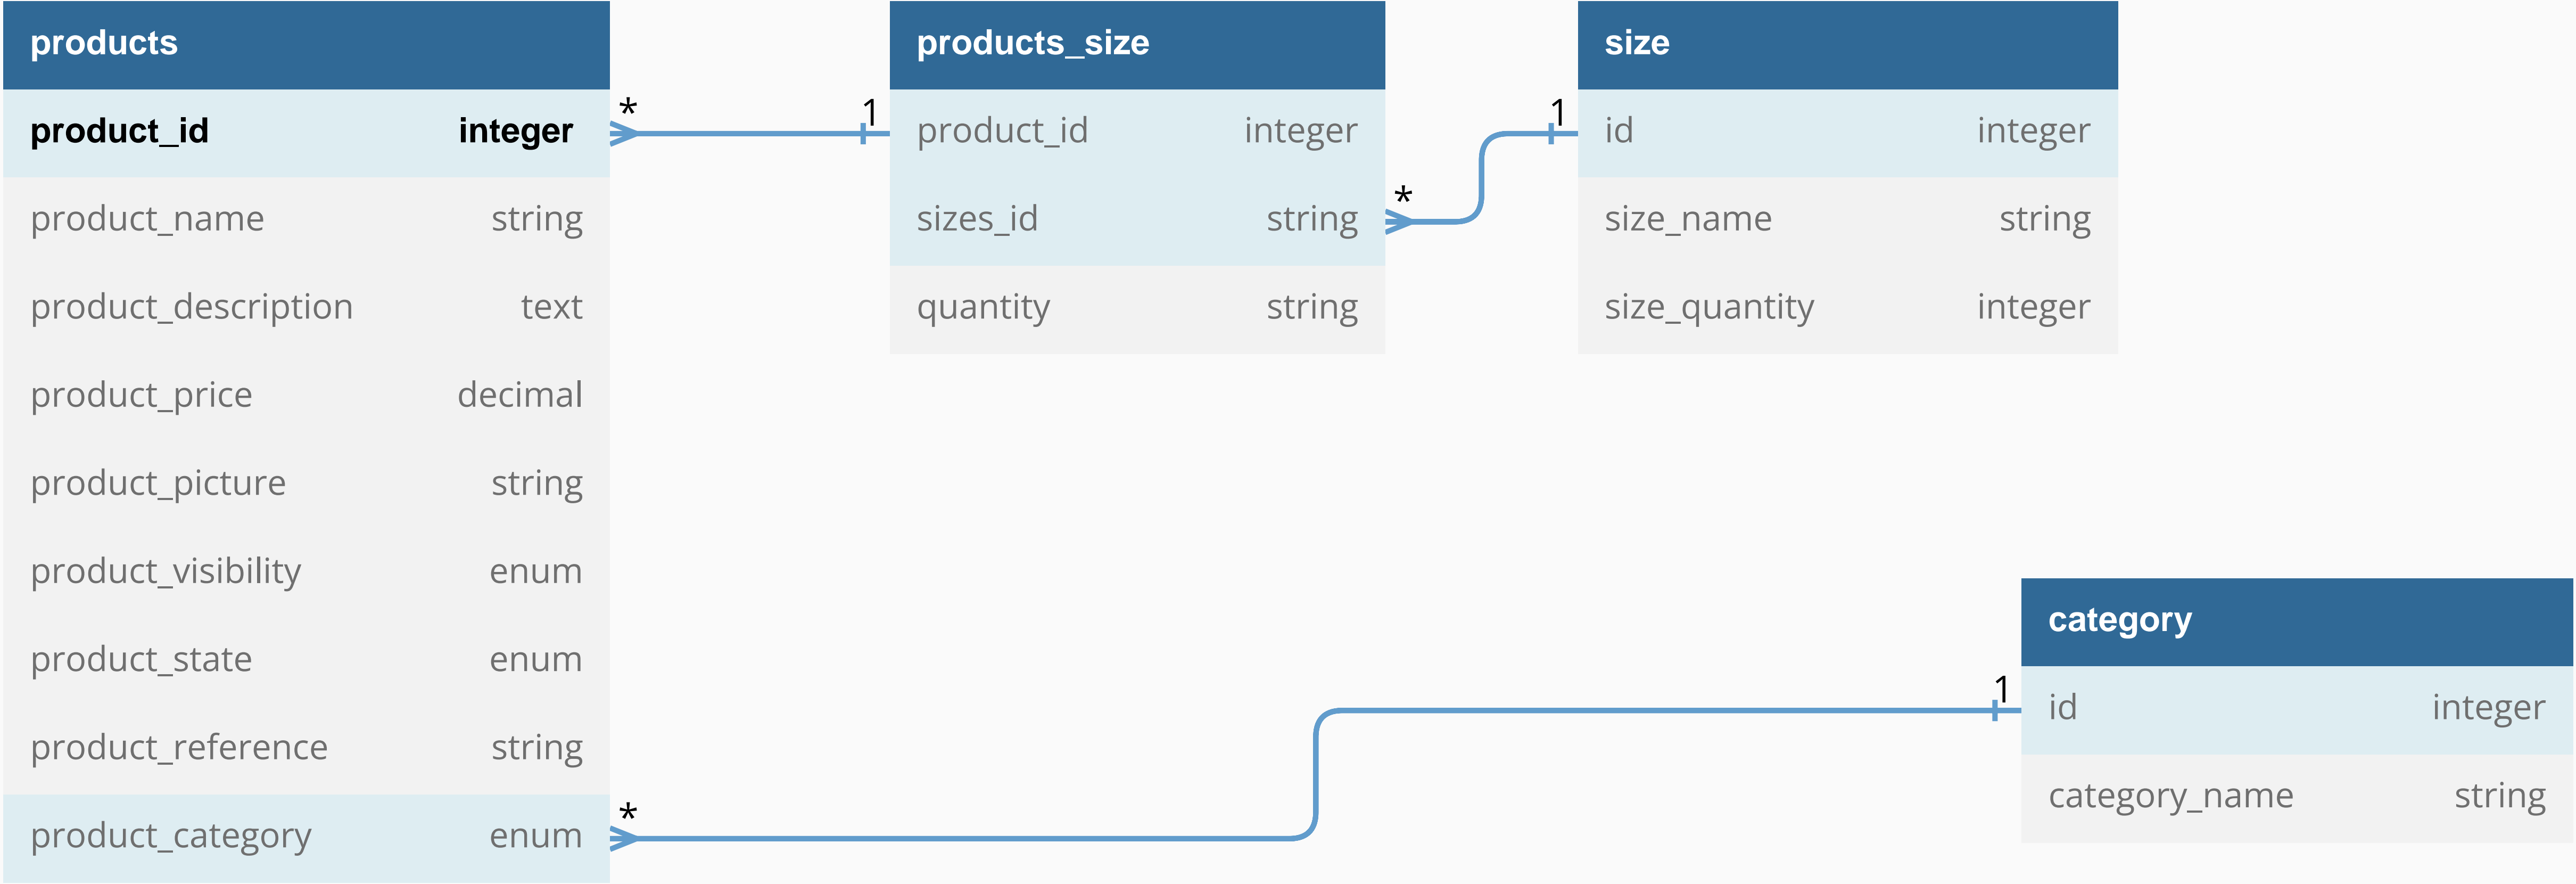 products
product_id integer
product_name string
product_description text
product_price decimal
product_picture string
product_visibility enum
product_state enum
product_reference string
product_category enum
* 1
products_size
product_id integer
sizes_id string
quantity string
* 1
size
id integer
size_name string
size_quantity integer
* 1
category
id integer
category_name string